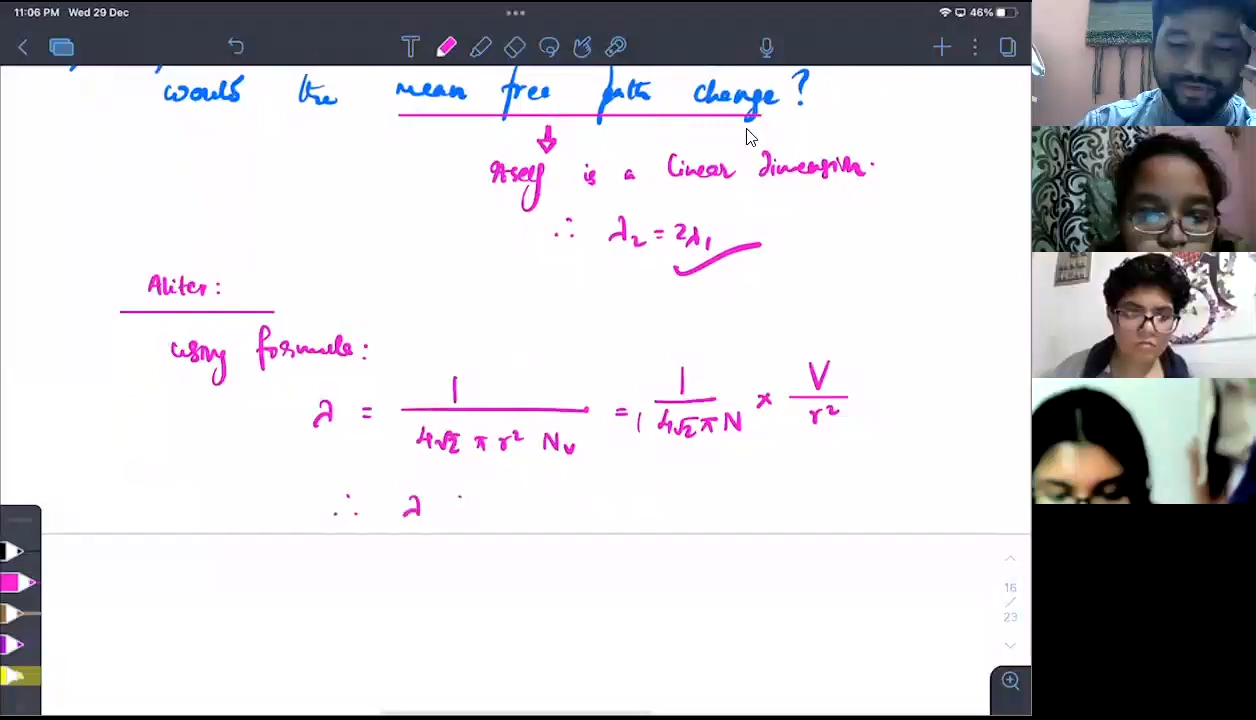 11:06 PM Wed 29 Dec
46%
would the mean free path change?
Itself is a linear dimension.
∴ λ₂ = 2λ₁
Aliter:
using formula:
λ = 1 / (4√2 π r² Nv) = 1 / (4√2 π N) × V / r²
∴ λ
16
/
23